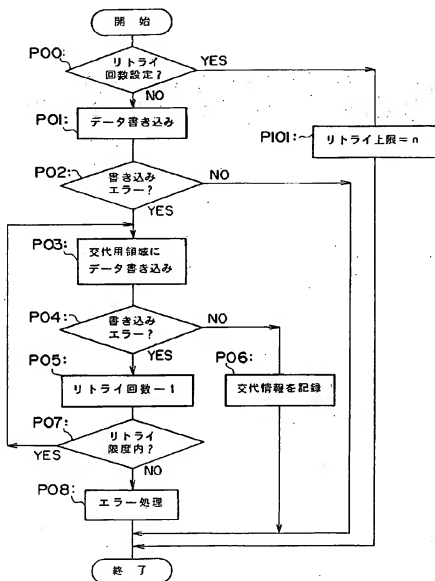 開始
P00:
リトライ
回数設定?
YES
NO
P01:
データ書き込み
P101:
リトライ上限=n
P02:
書き込み
エラー?
NO
YES
P03:
交代用領域に
データ書き込み
P04:
書き込み
エラー?
NO
YES
P05:
リトライ回数-1
P06:
交代情報を記録
P07:
リトライ
限度内?
YES
NO
P08:
エラー処理
終了